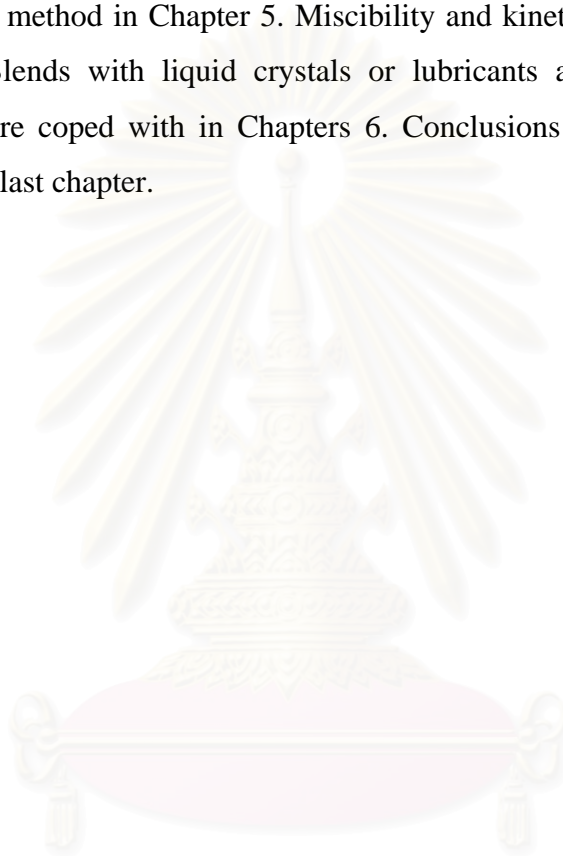 method in Chapter 5. Miscibility and kinet
lends with liquid crystals or lubricants a
re coped with in Chapters 6. Conclusions
last chapter.